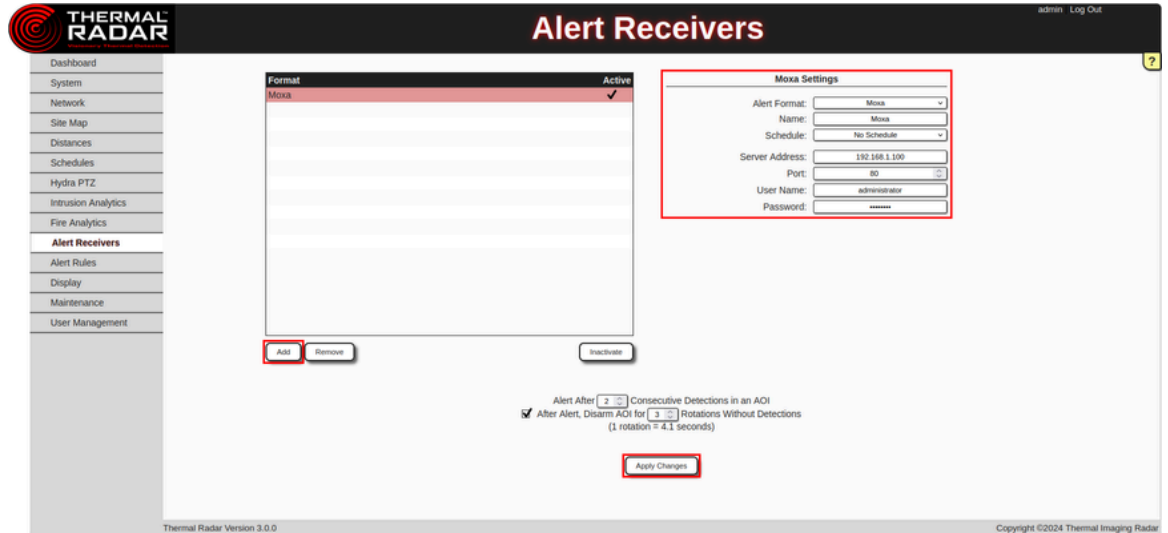 THERMAL
RADAR
Alert Receivers
admin Log Out
?
Dashboard
System
Network
Site Map
Distances
Schedules
Hydra PTZ
Intrusion Analytics
Fire Analytics
Alert Receivers
Alert Rules
Display
Maintenance
User Management
Format Active
Moxa
Add Remove Inactivate
Moxa Settings
Alert Format: Moxa
Name: Moxa
Schedule: No Schedule
Server Address: 192.168.1.100
Port: 80
User Name: administrator
Password: ••••••••
Alert After 2 Consecutive Detections in an AOI
After Alert, Disarm AOI for 3 Rotations Without Detections
(1 rotation = 4.1 seconds)
Apply Changes
Thermal Radar Version 3.0.0
Copyright ©2024 Thermal Imaging Radar